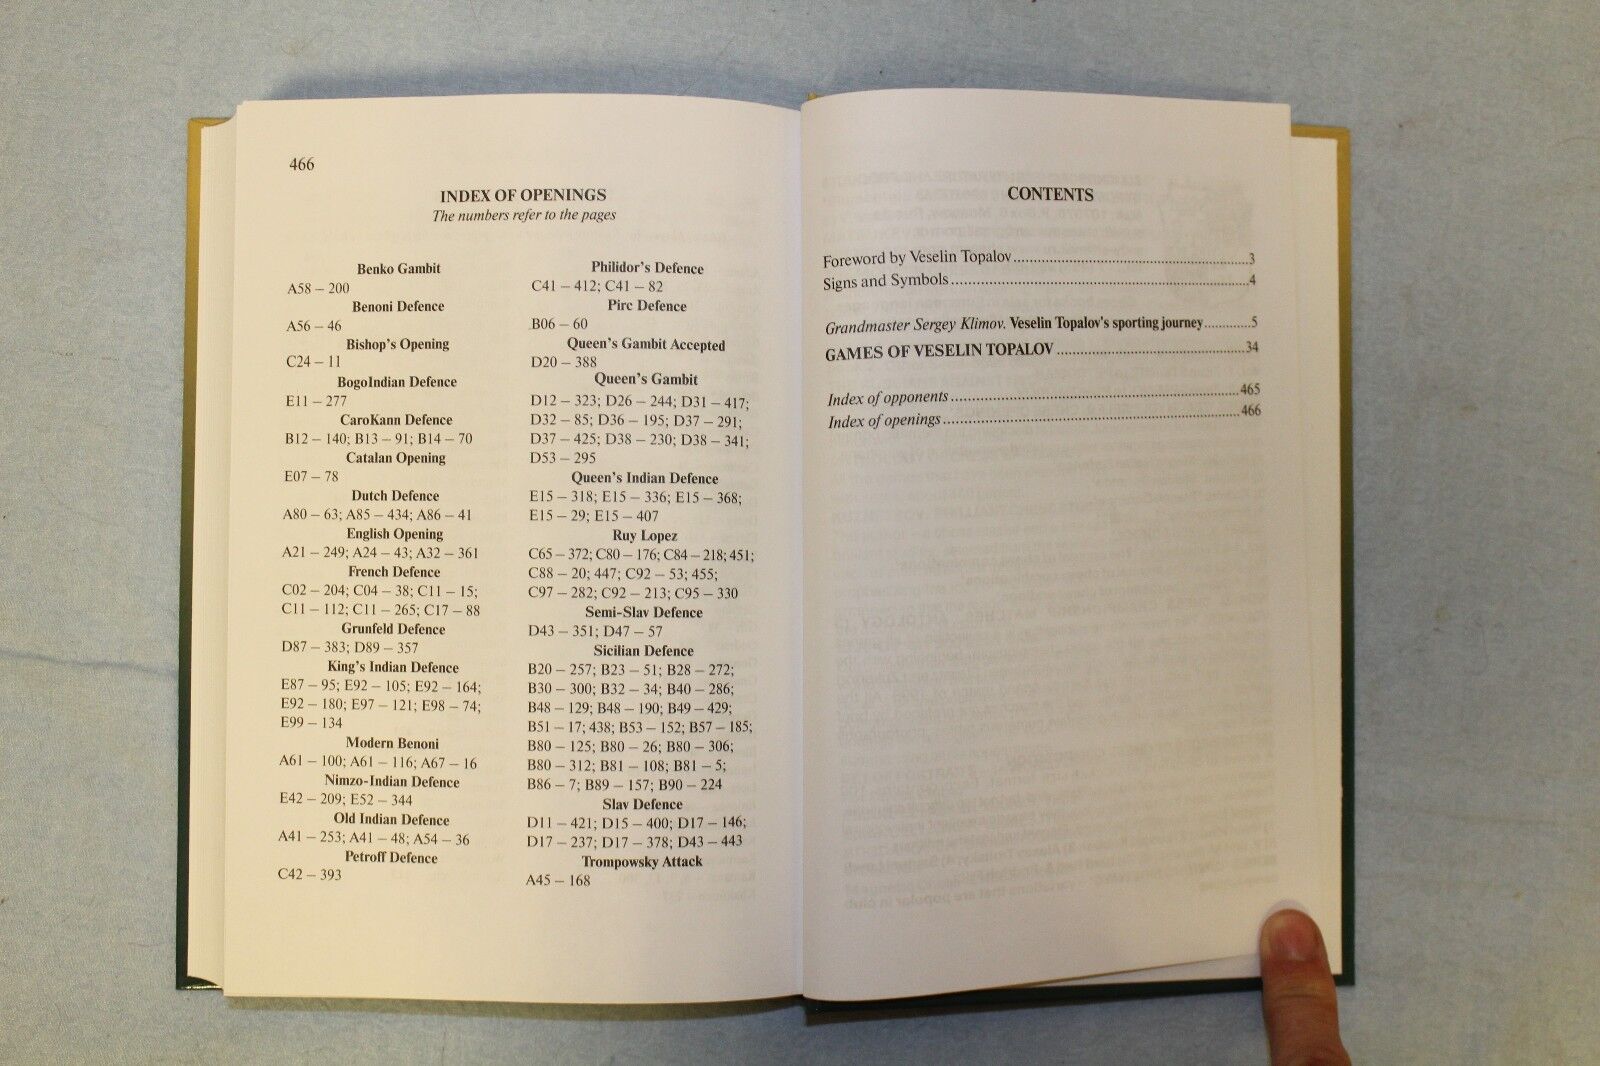 466
INDEX OF OPENINGS
The numbers refer to the pages
Benko Gambit
A58 – 200
Benoni Defence
A56 – 46
Bishop's Opening
C24 – 11
BogoIndian Defence
E11 – 277
CaroKann Defence
B12 – 140; B13 – 91; B14 – 70
Catalan Opening
E07 – 78
Dutch Defence
A80 – 63; A85 – 434; A86 – 41
English Opening
A21 – 249; A24 – 43; A32 – 361
French Defence
C02 – 204; C04 – 38; C11 – 15;
C11 – 112; C11 – 265; C17 – 88
Grunfeld Defence
D87 – 383; D89 – 357
King's Indian Defence
E87 – 95; E92 – 105; E92 – 164;
E92 – 180; E97 – 121; E98 – 74;
E99 – 134
Modern Benoni
A61 – 100; A61 – 116; A67 – 16
Nimzo-Indian Defence
E42 – 209; E52 – 344
Old Indian Defence
A41 – 253; A41 – 48; A54 – 36
Petroff Defence
C42 – 393
Philidor's Defence
C41 – 412; C41 – 82
Pirc Defence
B06 – 60
Queen's Gambit Accepted
D20 – 388
Queen's Gambit
D12 – 323; D26 – 244; D31 – 417;
D32 – 85; D36 – 195; D37 – 291;
D37 – 425; D38 – 230; D38 – 341;
D53 – 295
Queen's Indian Defence
E15 – 318; E15 – 336; E15 – 368;
E15 – 29; E15 – 407
Ruy Lopez
C65 – 372; C80 – 176; C84 – 218; 451;
C88 – 20; 447; C92 – 53; 455;
C97 – 282; C92 – 213; C95 – 330
Semi-Slav Defence
D43 – 351; D47 – 57
Sicilian Defence
B20 – 257; B23 – 51; B28 – 272;
B30 – 300; B32 – 34; B40 – 286;
B48 – 129; B48 – 190; B49 – 429;
B51 – 17; 438; B53 – 152; B57 – 185;
B80 – 125; B80 – 26; B80 – 306;
B80 – 312; B81 – 108; B81 – 5;
B86 – 7; B89 – 157; B90 – 224
Slav Defence
D11 – 421; D15 – 400; D17 – 146;
D17 – 237; D17 – 378; D43 – 443
Trompowsky Attack
A45 – 168
CONTENTS
Foreword by Veselin Topalov........................................................3
Signs and Symbols......................................................................4
Grandmaster Sergey Klimov. Veselin Topalov's sporting journey...........5
GAMES OF VESELIN TOPALOV.............................................34
Index of opponents....................................................................465
Index of openings......................................................................466